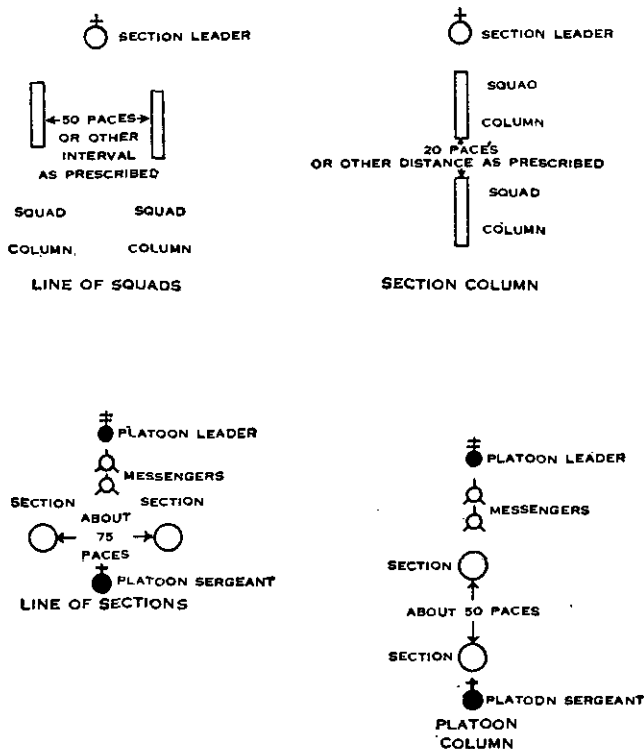 SECTION LEADER
50 PACES
OR OTHER
INTERVAL
AS PRESCRIBED
SQUAD SQUAD
COLUMN, COLUMN
LINE OF SQUADS
SECTION LEADER
SQUAD
COLUMN
20 PACES
OR OTHER DISTANCE AS PRESCRIBED
SQUAD
COLUMN
SECTION COLUMN
PLATOON LEADER
MESSENGERS
SECTION SECTION
ABOUT
75
PACES
PLATOON SERGEANT
LINE OF SECTIONS
PLATOON LEADER
MESSENGERS
SECTION
ABOUT 50 PACES
SECTION
PLATOON SERGEANT
PLATOON
COLUMN